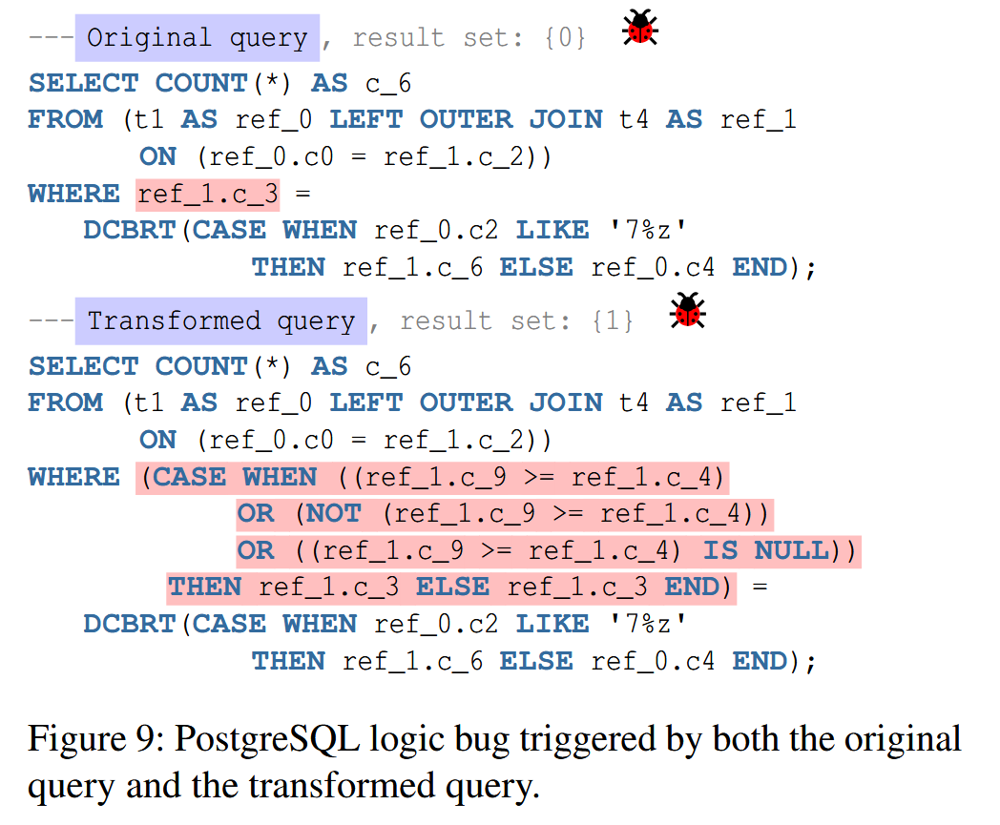 --- Original query, result set: {0}
SELECT COUNT(*) AS c_6
FROM (t1 AS ref_0 LEFT OUTER JOIN t4 AS ref_1
ON (ref_0.c0 = ref_1.c_2))
WHERE ref_1.c_3 =
DCBRT(CASE WHEN ref_0.c2 LIKE '7%z'
THEN ref_1.c_6 ELSE ref_0.c4 END);
--- Transformed query, result set: {1}
SELECT COUNT(*) AS c_6
FROM (t1 AS ref_0 LEFT OUTER JOIN t4 AS ref_1
ON (ref_0.c0 = ref_1.c_2))
WHERE (CASE WHEN ((ref_1.c_9 >= ref_1.c_4)
OR (NOT (ref_1.c_9 >= ref_1.c_4))
OR ((ref_1.c_9 >= ref_1.c_4) IS NULL))
THEN ref_1.c_3 ELSE ref_1.c_3 END) =
DCBRT(CASE WHEN ref_0.c2 LIKE '7%z'
THEN ref_1.c_6 ELSE ref_0.c4 END);
Figure 9: PostgreSQL logic bug triggered by both the original
query and the transformed query.